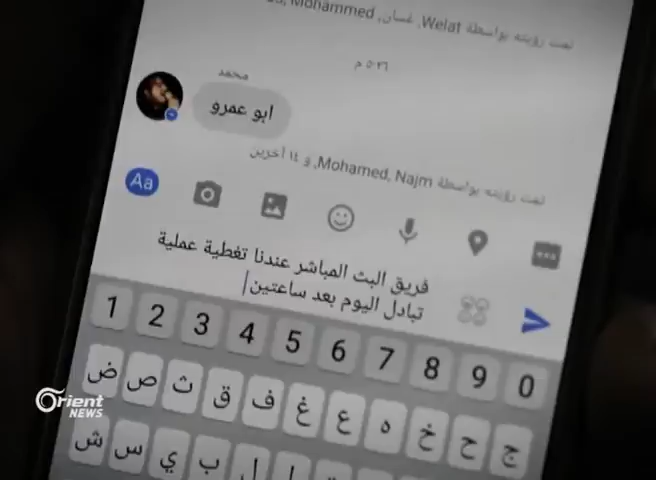 تمت رؤيته بواسطة Welat, غسان, Mohammed,
٥:٢٦ م
محمد
ابو عمرو
تمت رؤيته بواسطة Mohamed, Najm, و ١٤ آخرين
Aa
فريق البث المباشر عندنا تغطية عملية
تبادل اليوم بعد ساعتين
1 2 3 4 5 6 7 8 9 0
ض ص ث ق ف غ ع ه خ ح ج
ش س ي ب ل ا
Orient
NEWS